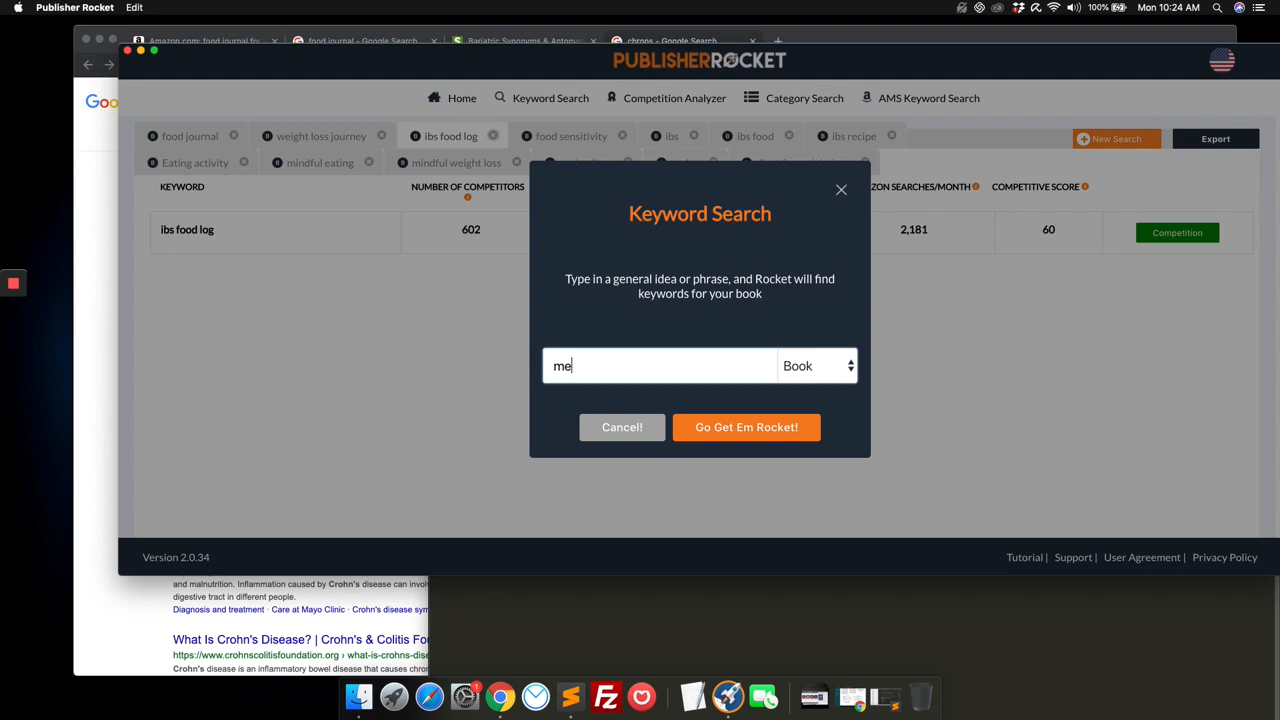 Publisher Rocket Edit
100% Mon 10:24 AM
Amazon.com: food journal fo
food journal - Google Search
Bariatric Synonyms & Antony
chrons - Google Search
PUBLISHERROCKET
Goo
Home Keyword Search Competition Analyzer Category Search AMS Keyword Search
food journal weight loss journey ibs food log food sensitivity ibs ibs food ibs recipe
New Search Export
Eating activity mindful eating mindful weight loss
KEYWORD NUMBER OF COMPETITORS ZON SEARCHES/MONTH COMPETITIVE SCORE
ibs food log 602 2,181 60 Competition
Keyword Search
Type in a general idea or phrase, and Rocket will find
keywords for your book
me Book
Cancel! Go Get Em Rocket!
Version 2.0.34 Tutorial | Support | User Agreement | Privacy Policy
and malnutrition. Inflammation caused by Crohn's disease can invol
digestive tract in different people.
Diagnosis and treatment · Care at Mayo Clinic · Crohn's disease sym
What Is Crohn's Disease? | Crohn's & Colitis Fou
https://www.crohnscolitisfoundation.org › what-is-crohns-dise
Crohn's disease is an inflammatory bowel disease that causes chron